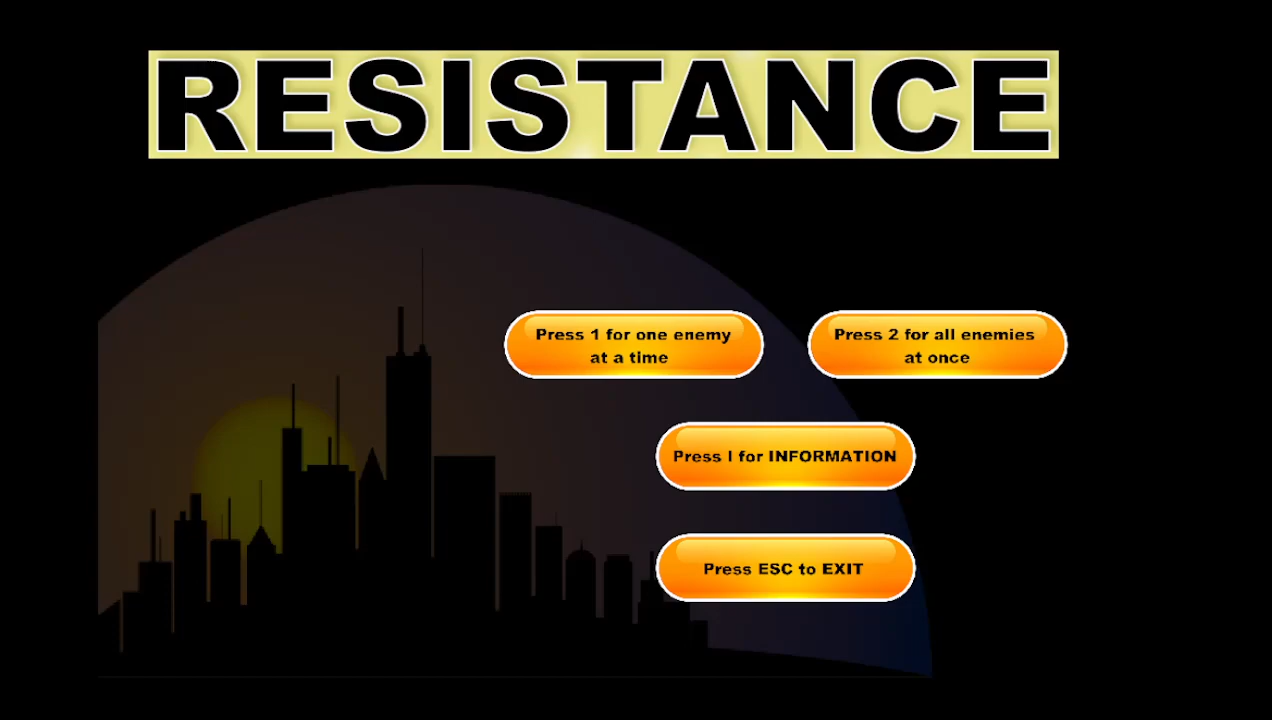 RESISTANCE
Press 1 for one enemy
at a time
Press 2 for all enemies
at once
Press I for INFORMATION
Press ESC to EXIT